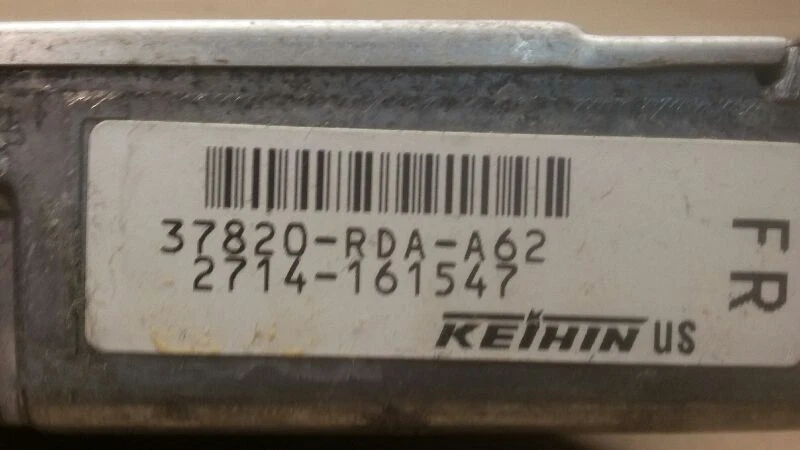 37820-RDA-A62
2714-161547
KEIHIN US
FR